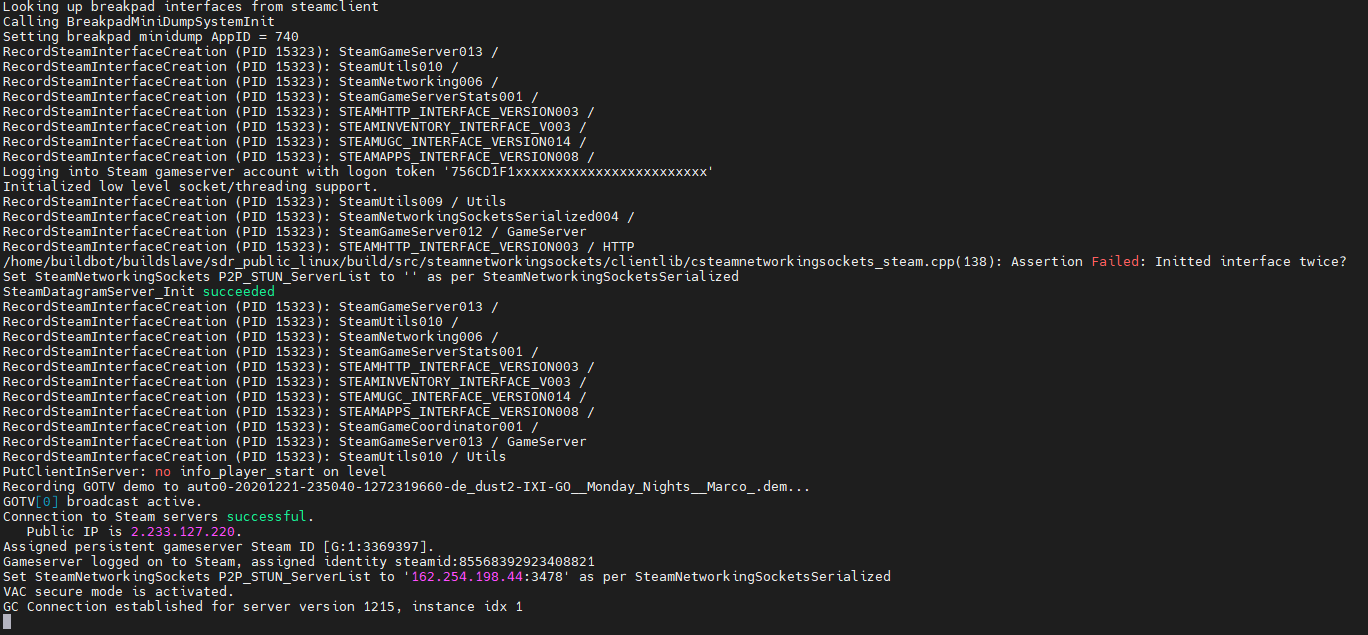 Looking up breakpad interfaces from steamclient
Calling BreakpadMiniDumpSystemInit
Setting breakpad minidump AppID = 740
RecordSteamInterfaceCreation (PID 15323): SteamGameServer013 /
RecordSteamInterfaceCreation (PID 15323): SteamUtils010 /
RecordSteamInterfaceCreation (PID 15323): SteamNetworking006 /
RecordSteamInterfaceCreation (PID 15323): SteamGameServerStats001 /
RecordSteamInterfaceCreation (PID 15323): STEAMHTTP_INTERFACE_VERSION003 /
RecordSteamInterfaceCreation (PID 15323): STEAMINVENTORY_INTERFACE_V003 /
RecordSteamInterfaceCreation (PID 15323): STEAMUGC_INTERFACE_VERSION014 /
RecordSteamInterfaceCreation (PID 15323): STEAMAPPS_INTERFACE_VERSION008 /
Logging into Steam gameserver account with logon token '756CD1F1xxxxxxxxxxxxxxxxxxxxxxxx'
Initialized low level socket/threading support.
RecordSteamInterfaceCreation (PID 15323): SteamUtils009 / Utils
RecordSteamInterfaceCreation (PID 15323): SteamNetworkingSocketsSerialized004 /
RecordSteamInterfaceCreation (PID 15323): SteamGameServer012 / GameServer
RecordSteamInterfaceCreation (PID 15323): STEAMHTTP_INTERFACE_VERSION003 / HTTP
/home/buildbot/buildslave/sdr_public_linux/build/src/steamnetworkingsockets/clientlib/csteamnetworkingsockets_steam.cpp(138): Assertion Failed: Initted interface twice?
Set SteamNetworkingSockets P2P_STUN_ServerList to '' as per SteamNetworkingSocketsSerialized
SteamDatagramServer_Init succeeded
RecordSteamInterfaceCreation (PID 15323): SteamGameServer013 /
RecordSteamInterfaceCreation (PID 15323): SteamUtils010 /
RecordSteamInterfaceCreation (PID 15323): SteamNetworking006 /
RecordSteamInterfaceCreation (PID 15323): SteamGameServerStats001 /
RecordSteamInterfaceCreation (PID 15323): STEAMHTTP_INTERFACE_VERSION003 /
RecordSteamInterfaceCreation (PID 15323): STEAMINVENTORY_INTERFACE_V003 /
RecordSteamInterfaceCreation (PID 15323): STEAMUGC_INTERFACE_VERSION014 /
RecordSteamInterfaceCreation (PID 15323): STEAMAPPS_INTERFACE_VERSION008 /
RecordSteamInterfaceCreation (PID 15323): SteamGameCoordinator001 /
RecordSteamInterfaceCreation (PID 15323): SteamGameServer013 / GameServer
RecordSteamInterfaceCreation (PID 15323): SteamUtils010 / Utils
PutClientInServer: no info_player_start on level
Recording GOTV demo to auto0-20201221-235040-1272319660-de_dust2-IXI-GO__Monday_Nights__Marco_.dem...
GOTV[0] broadcast active.
Connection to Steam servers successful.
Public IP is 2.233.127.220.
Assigned persistent gameserver Steam ID [G:1:3369397].
Gameserver logged on to Steam, assigned identity steamid:85568392923408821
Set SteamNetworkingSockets P2P_STUN_ServerList to '162.254.198.44:3478' as per SteamNetworkingSocketsSerialized
VAC secure mode is activated.
GC Connection established for server version 1215, instance idx 1